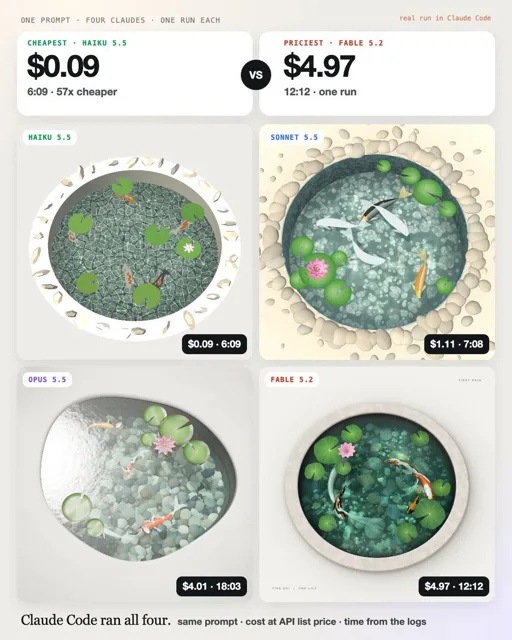 ONE PROMPT · FOUR CLAUDES · ONE RUN EACH
real run in Claude Code
CHEAPEST · HAIKU 5.5
$0.09
6:09 · 57x cheaper
VS
PRICIEST · FABLE 5.2
$4.97
12:12 · one run
HAIKU 5.5
$0.09 · 6:09
SONNET 5.5
$1.11 · 7:08
OPUS 5.5
$4.01 · 18:03
FABLE 5.2
$4.97 · 12:12
Claude Code ran all four. same prompt · cost at API list price · time from the logs